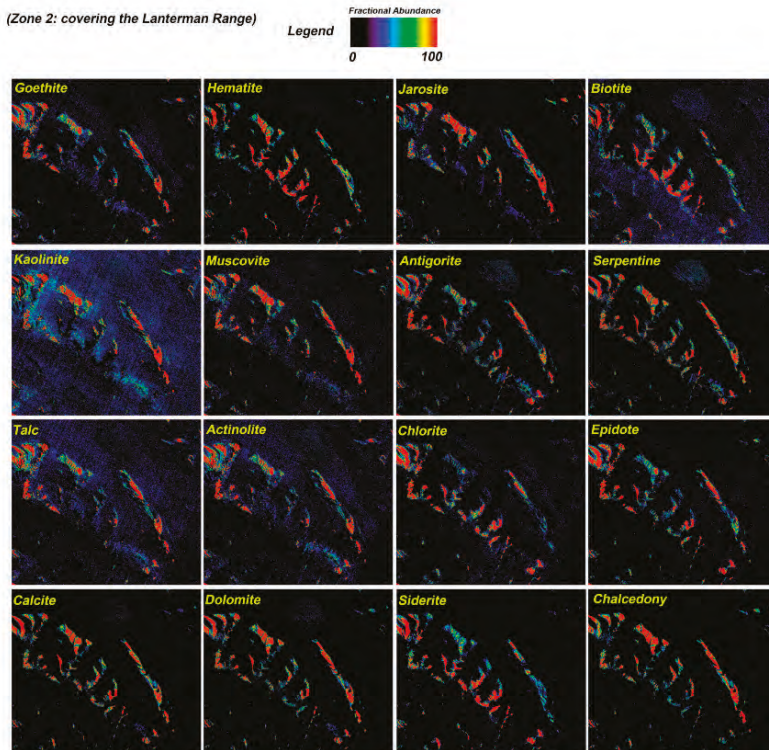 (Zone 2: covering the Lanterman Range)
Legend
Fractional Abundance
0 100
Goethite Hematite Jarosite Biotite
Kaolinite Muscovite Antigorite Serpentine
Talc Actinolite Chlorite Epidote
Calcite Dolomite Siderite Chalcedony